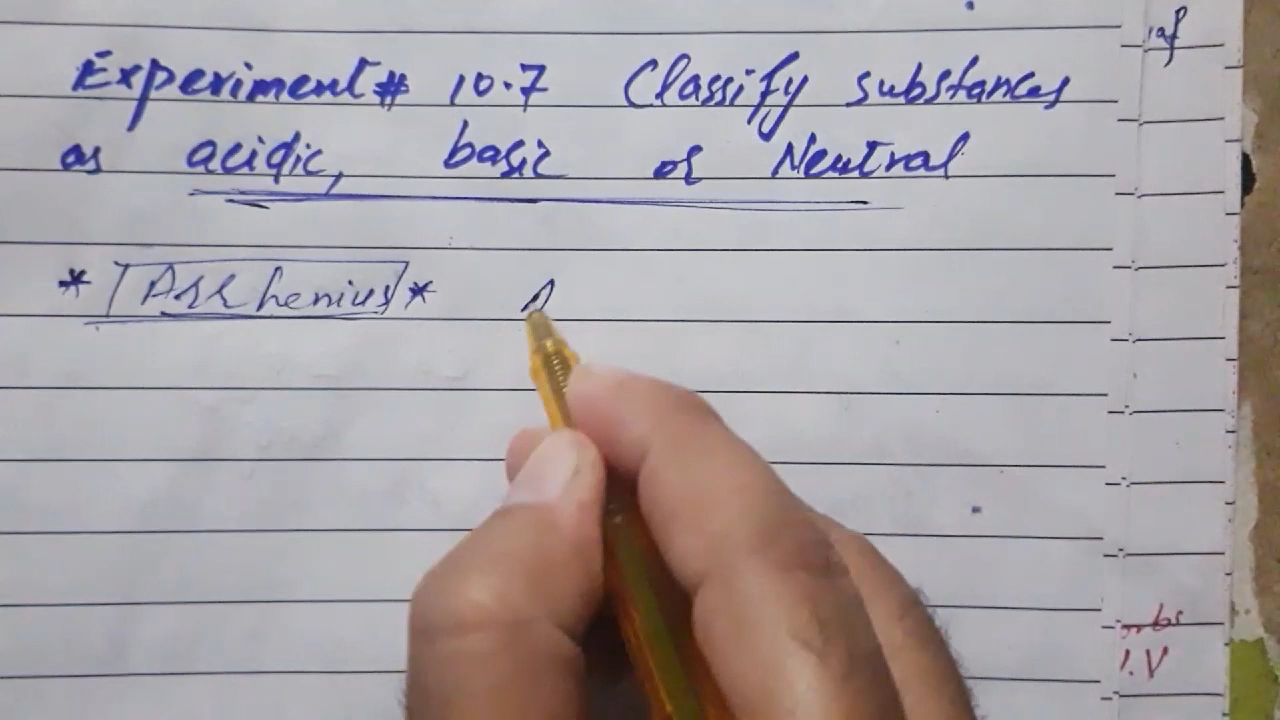 Experiment# 10.7 Classify substances
as acidic, basic or Neutral
* Arrhenius * A